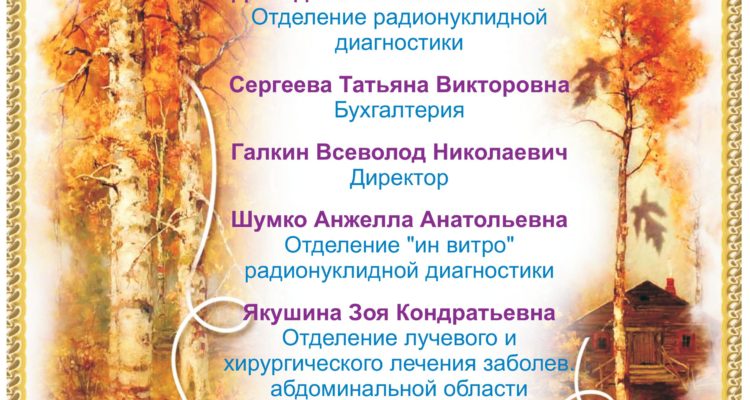 Отделение радионуклидной
диагностики
Сергеева Татьяна Викторовна
Бухгалтерия
Галкин Всеволод Николаевич
Директор
Шумко Анжелла Анатольевна
Отделение "ин витро"
радионуклидной диагностики
Якушина Зоя Кондратьевна
Отделение лучевого и
хирургического лечения заболев.
абдоминальной области